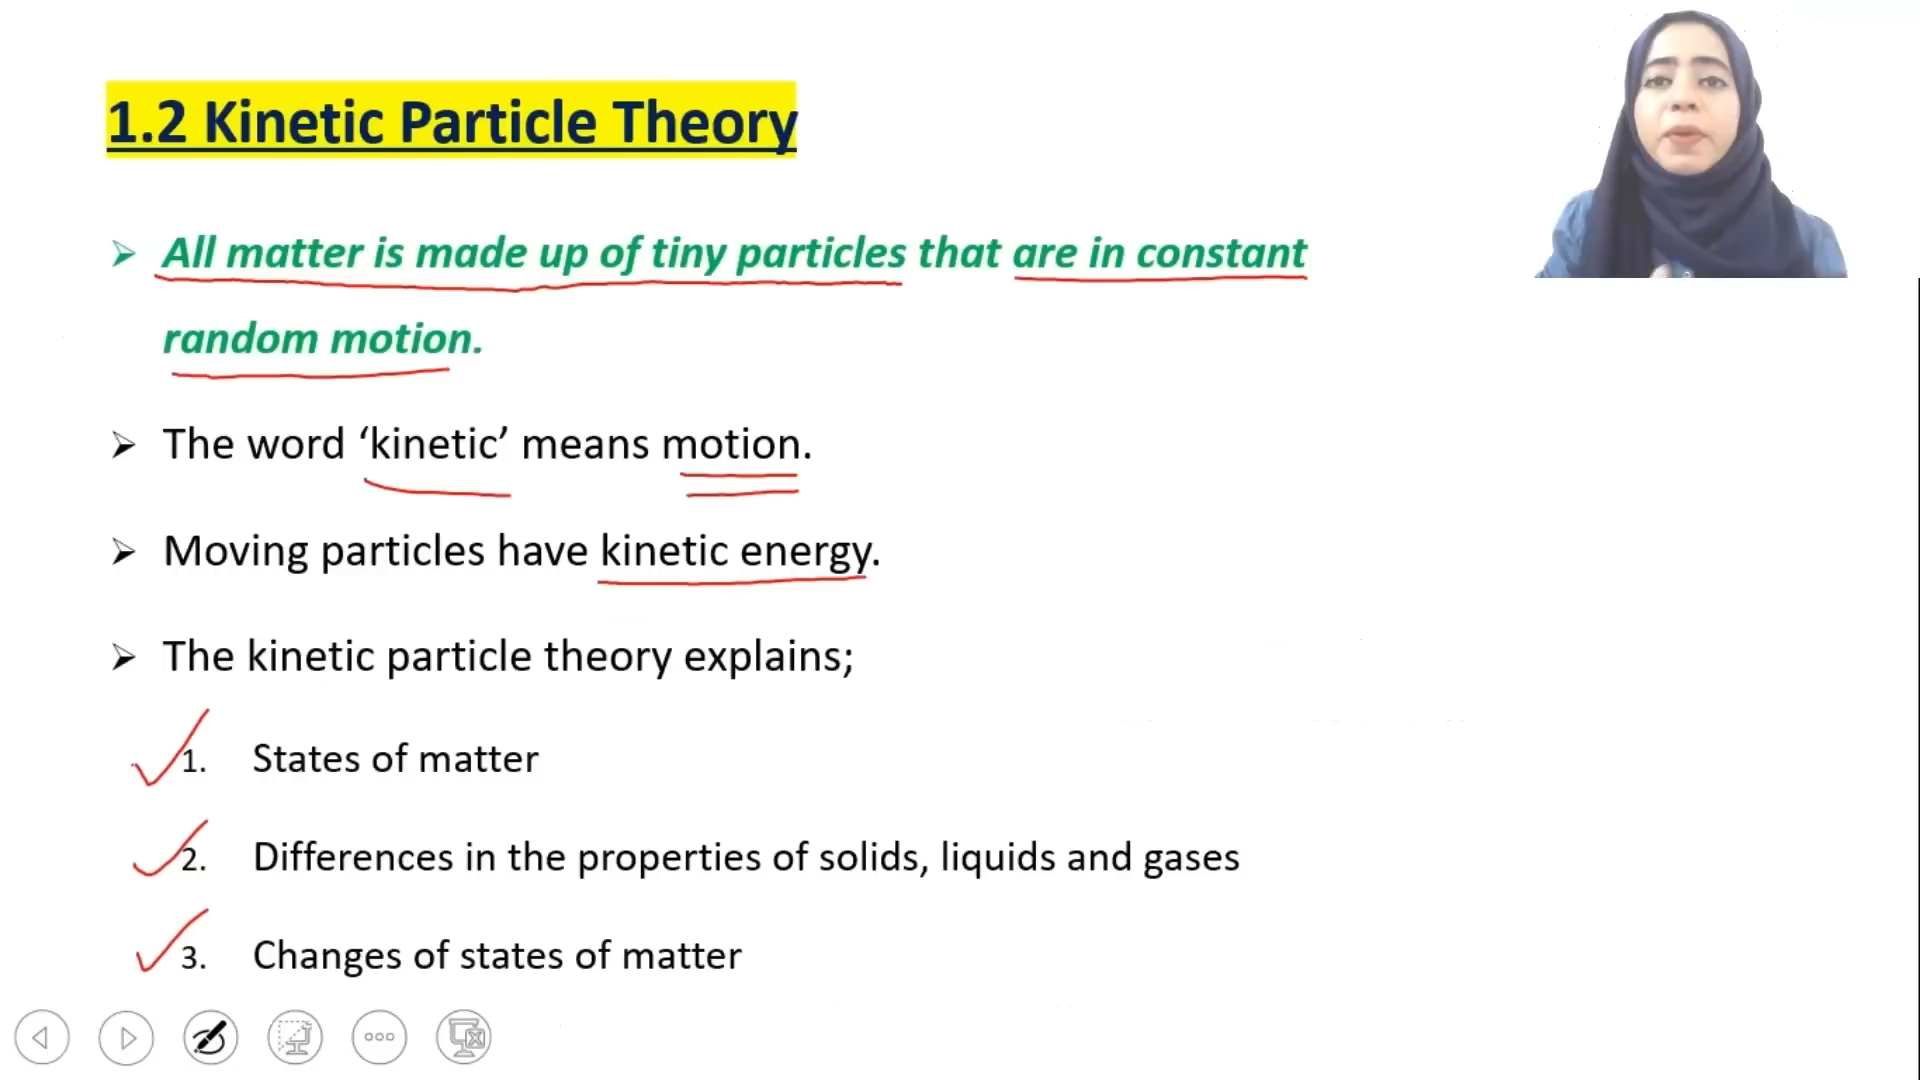 1.2 Kinetic Particle Theory
➢ All matter is made up of tiny particles that are in constant
random motion.
➢ The word ‘kinetic’ means motion.
➢ Moving particles have kinetic energy.
➢ The kinetic particle theory explains;
1. States of matter
2. Differences in the properties of solids, liquids and gases
3. Changes of states of matter